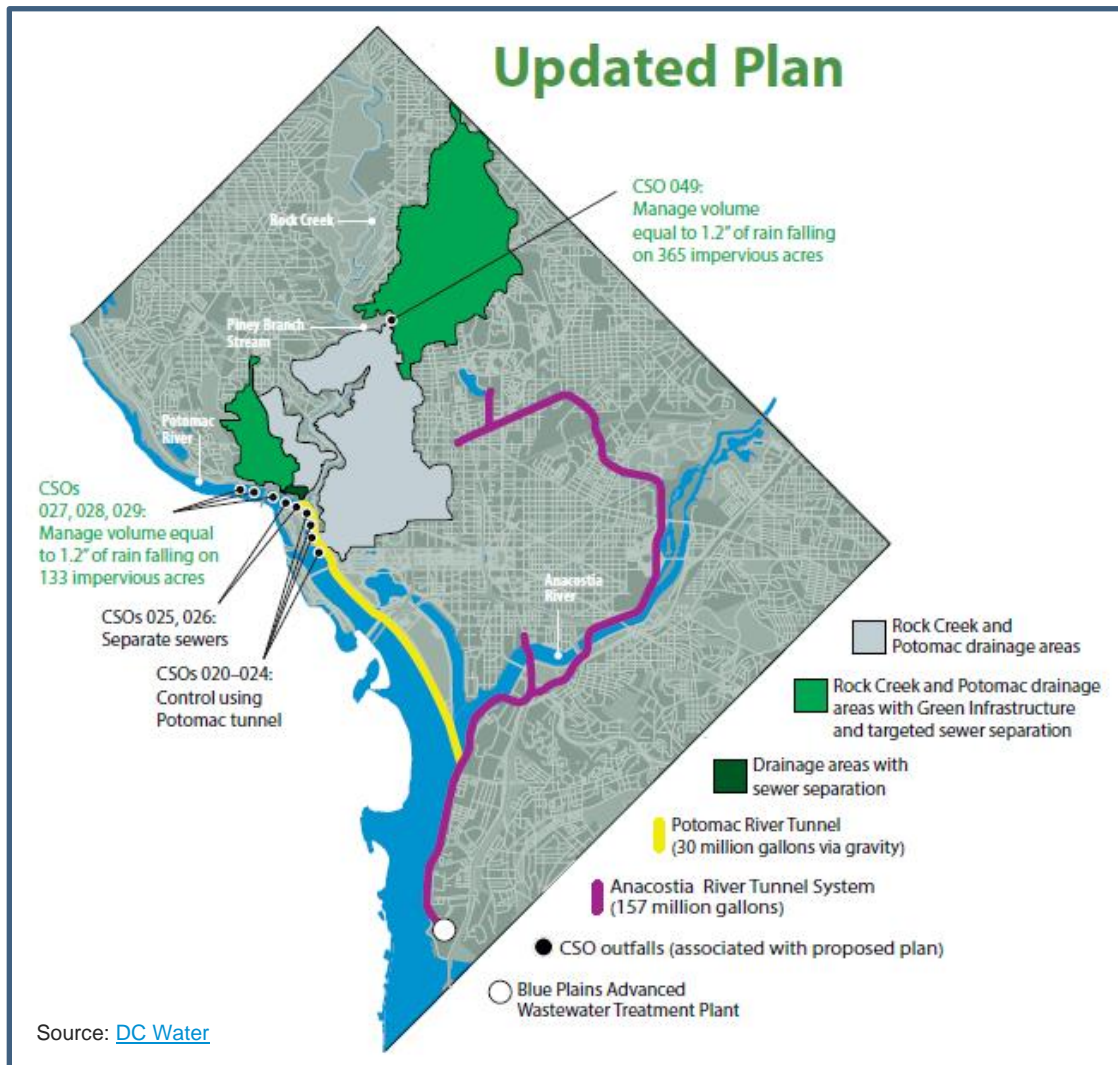 Updated Plan
CSO 049:
Manage volume
equal to 1.2" of rain falling
on 365 impervious acres
Rock Creek
Piney Branch
Stream
Potomac
River
CSOs
027, 028, 029:
Manage volume equal
to 1.2" of rain falling on
133 impervious acres
CSOs 025, 026:
Separate sewers
CSOs 020–024:
Control using
Potomac tunnel
Anacostia
River
Rock Creek and
Potomac drainage areas
Rock Creek and Potomac drainage
areas with Green Infrastructure
and targeted sewer separation
Drainage areas with
sewer separation
Potomac River Tunnel
(30 million gallons via gravity)
Anacostia River Tunnel System
(157 million gallons)
CSO outfalls (associated with proposed plan)
Blue Plains Advanced
Wastewater Treatment Plant
Source: DC Water